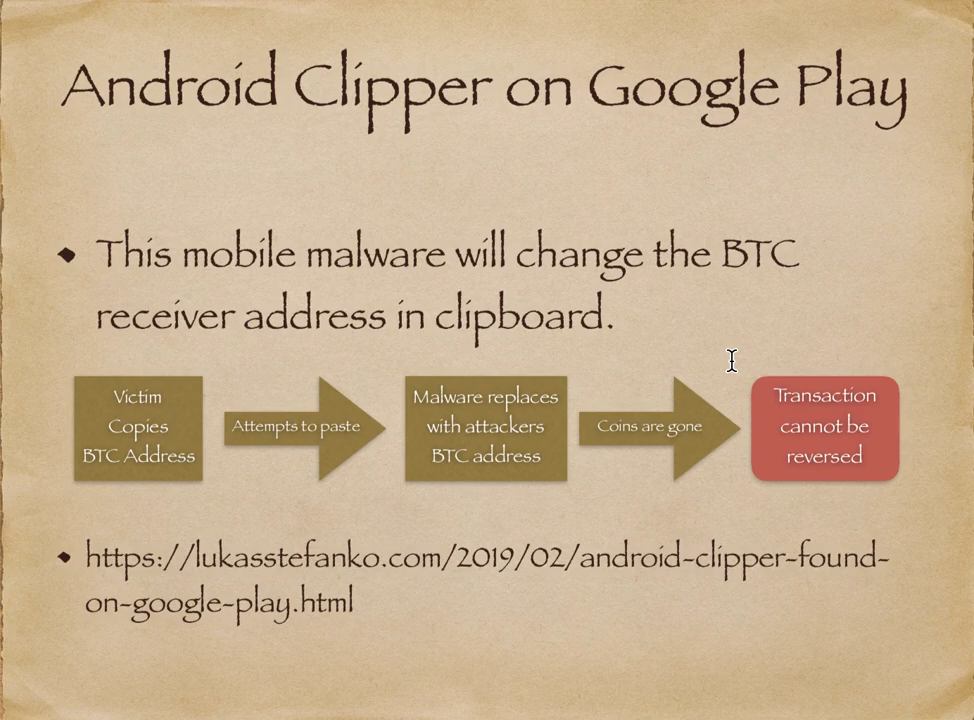 Android Clipper on Google Play
• This mobile malware will change the BTC
receiver address in clipboard.
Victim
Copies
BTC Address
Attempts to paste
Malware replaces
with attackers
BTC address
Coins are gone
Transaction
cannot be
reversed
• https://lukasstefanko.com/2019/02/android-clipper-found-
on-google-play.html